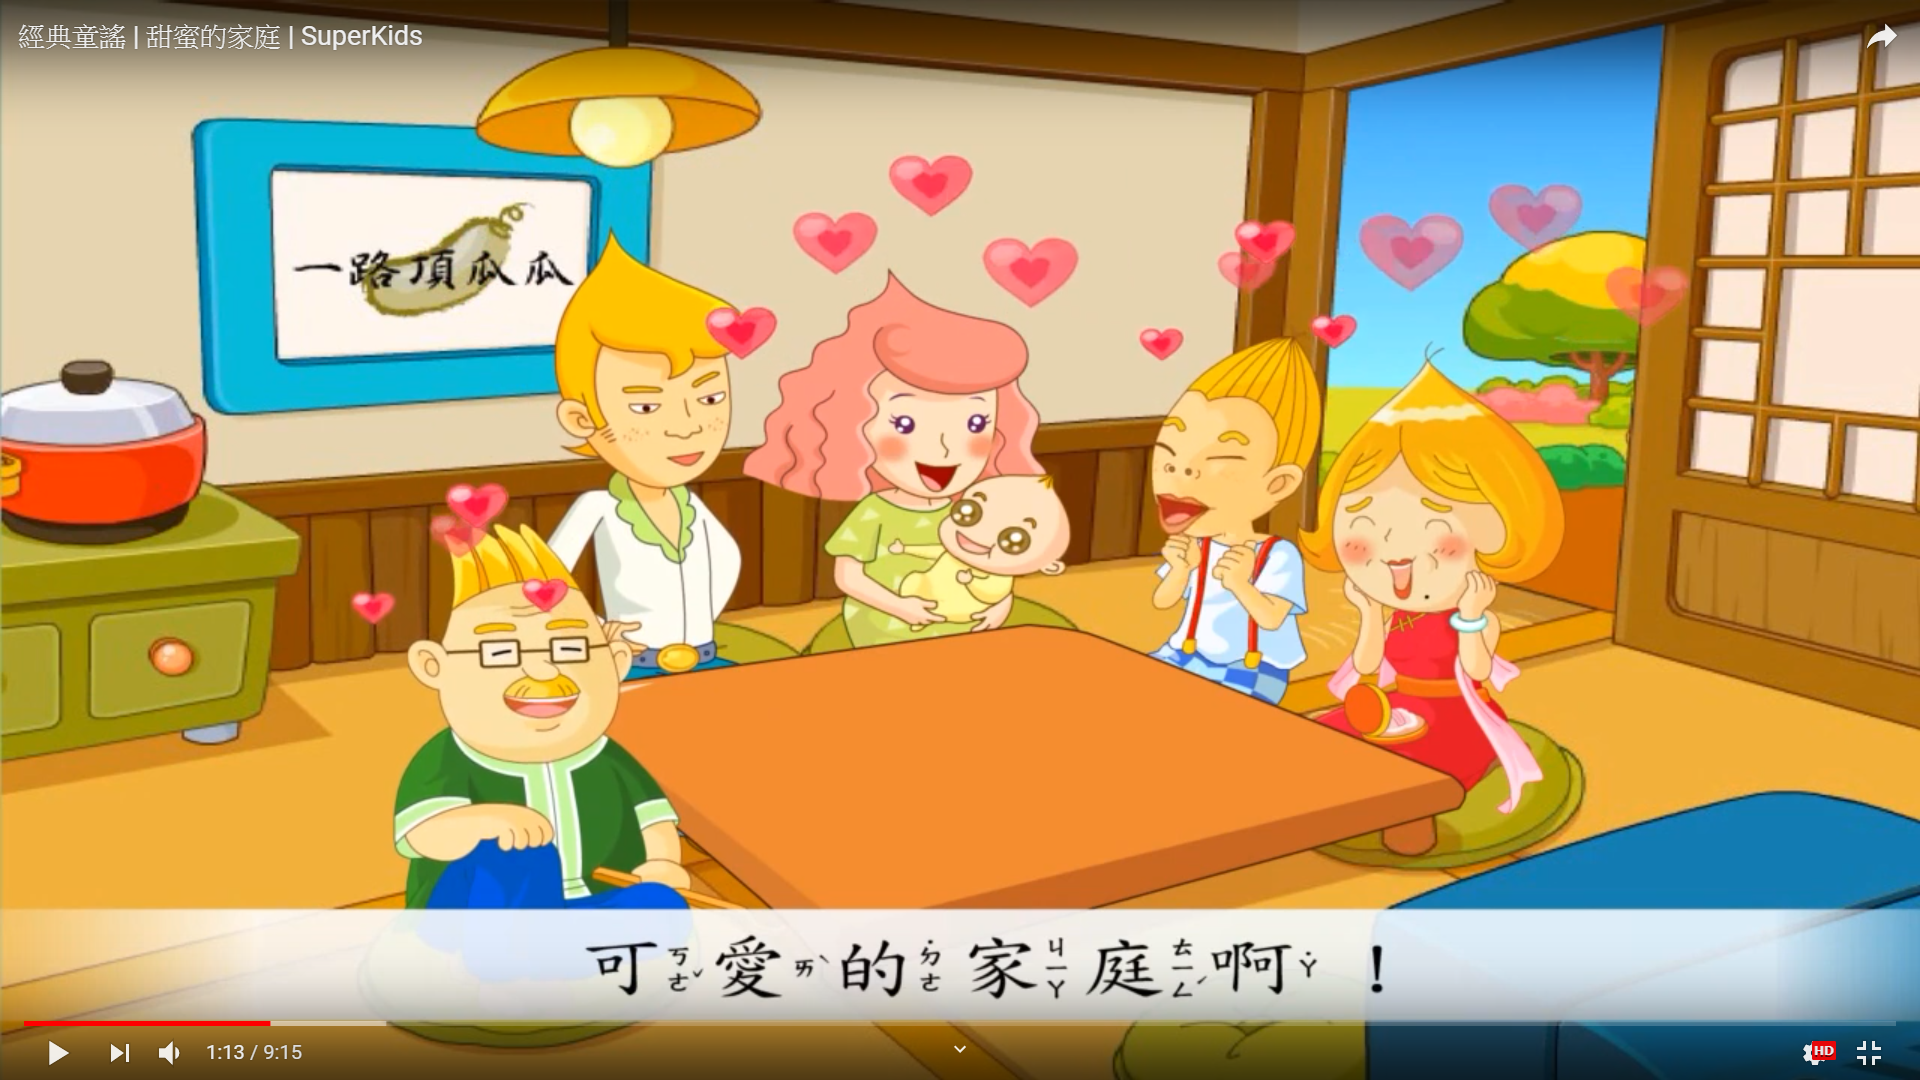 經典童謠 | 甜蜜的家庭 | SuperKids
一路頂瓜瓜
可ㄎㄜˇ愛ㄞˋ的˙ㄉㄜ家ㄐㄧㄚ庭ㄊㄧㄥˊ啊˙ㄚ！
1:13 / 9:15
HD